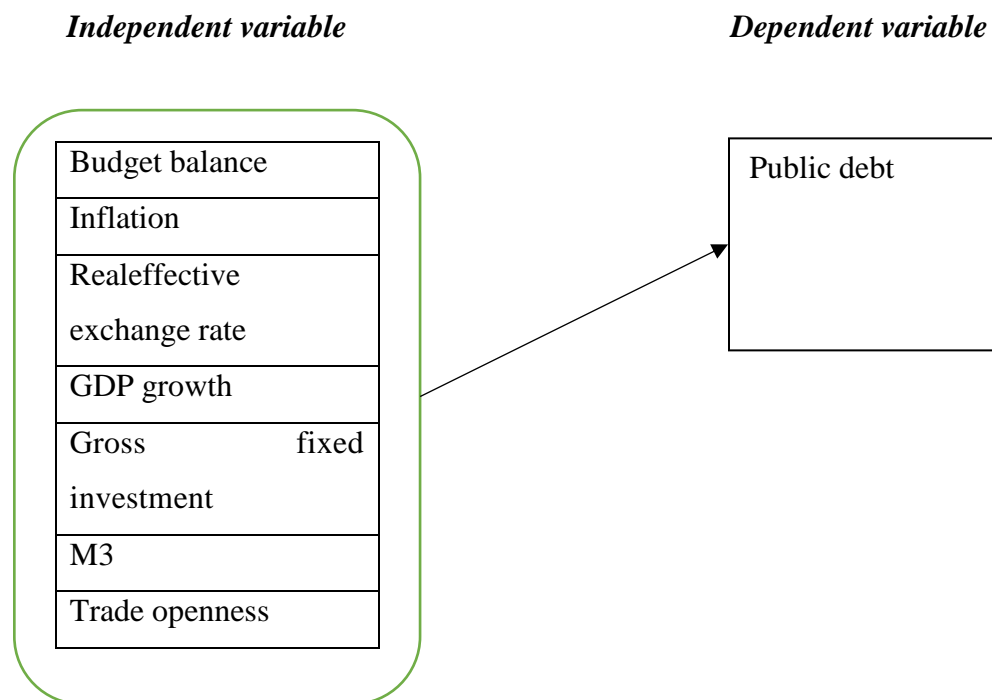 Independent variable
Dependent variable
Budget balance
Inflation
Realeffective
exchange rate
GDP growth
Gross fixed
investment
M3
Trade openness
Public debt